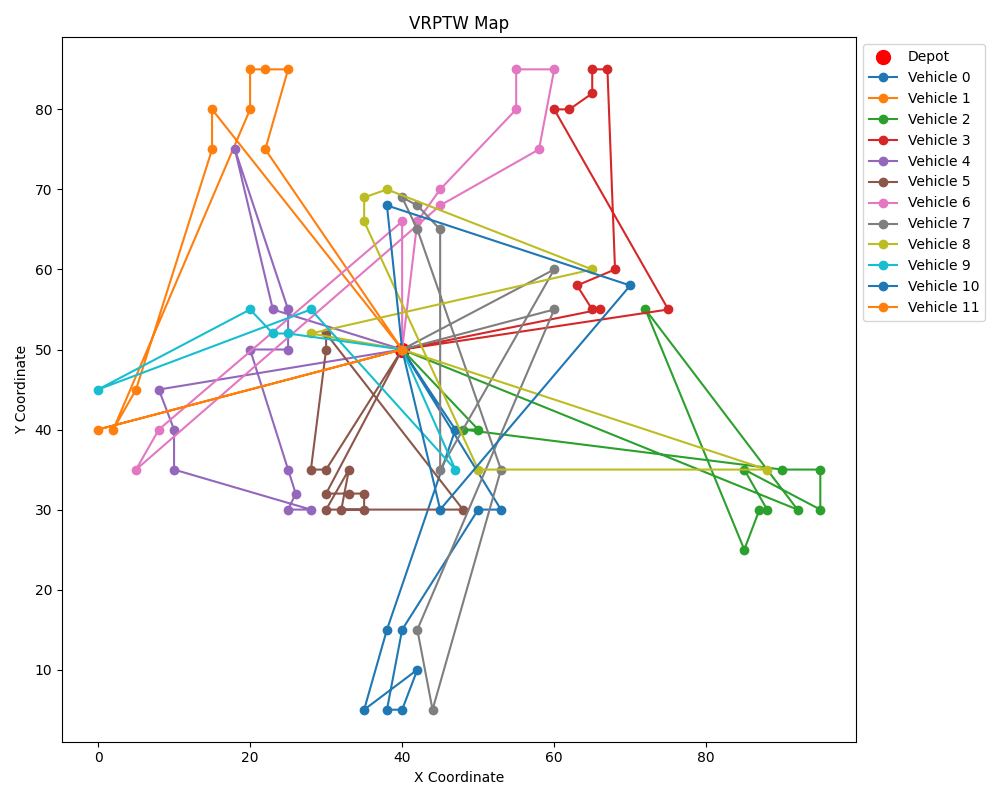 VRPTW Map
Depot
Vehicle 0
Vehicle 1
Vehicle 2
Vehicle 3
Vehicle 4
Vehicle 5
Vehicle 6
Vehicle 7
Vehicle 8
Vehicle 9
Vehicle 10
Vehicle 11
Y Coordinate
80
70
60
50
40
30
20
10
0 20 40 60 80
X Coordinate